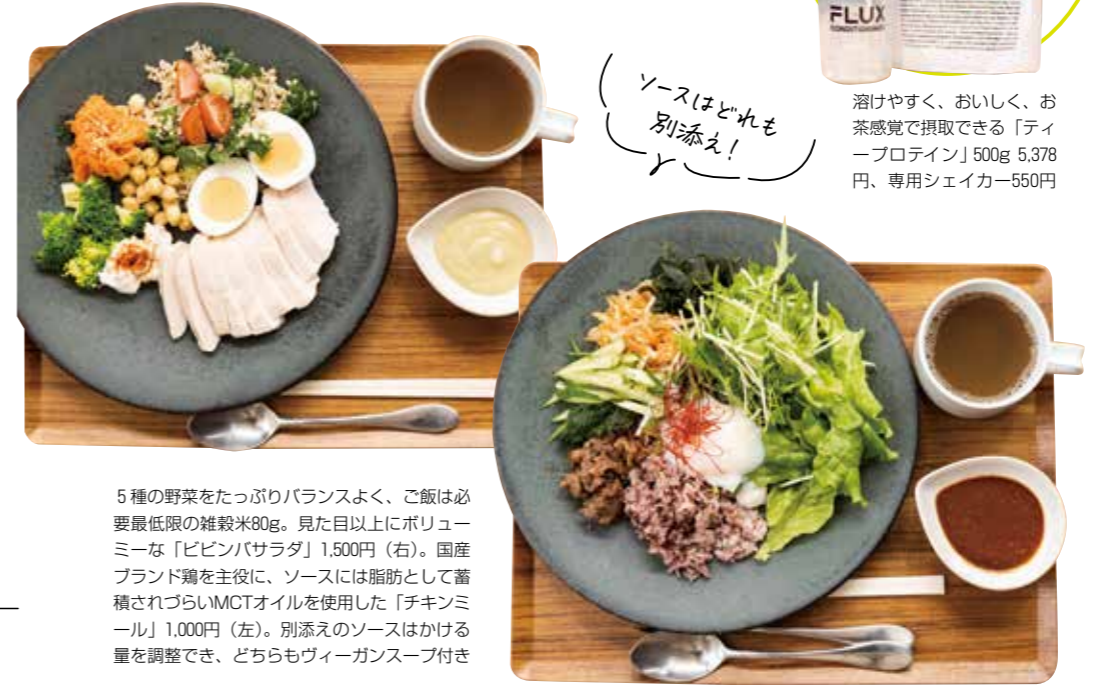 FLUX
CONDITIONINGS
溶けやすく、おいしく、お
茶感覚で摂取できる「ティ
ープロテイン」500g 5,378
円、専用シェイカー550円
ソースはどれも
別添え！
5種の野菜をたっぷりバランスよく、ご飯は必
要最低限の雑穀米80g。見た目以上にボリュー
ミーな「ビビンバサラダ」1,500円（右）。国産
ブランド鶏を主役に、ソースには脂肪として蓄
積されづらいMCTオイルを使用した「チキンミ
ール」1,000円（左）。別添えのソースはかける
量を調整でき、どちらもヴィーガンスープ付き